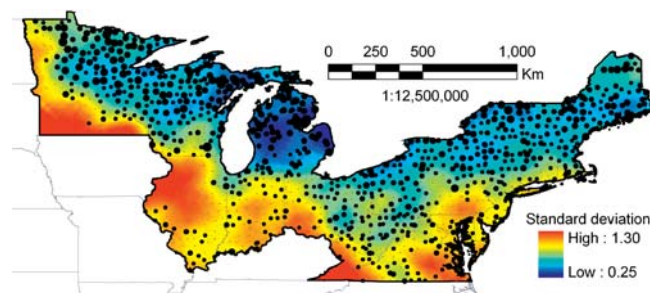 0 250 500 1,000
Km
1:12,500,000
Standard deviation
High : 1.30
Low : 0.25